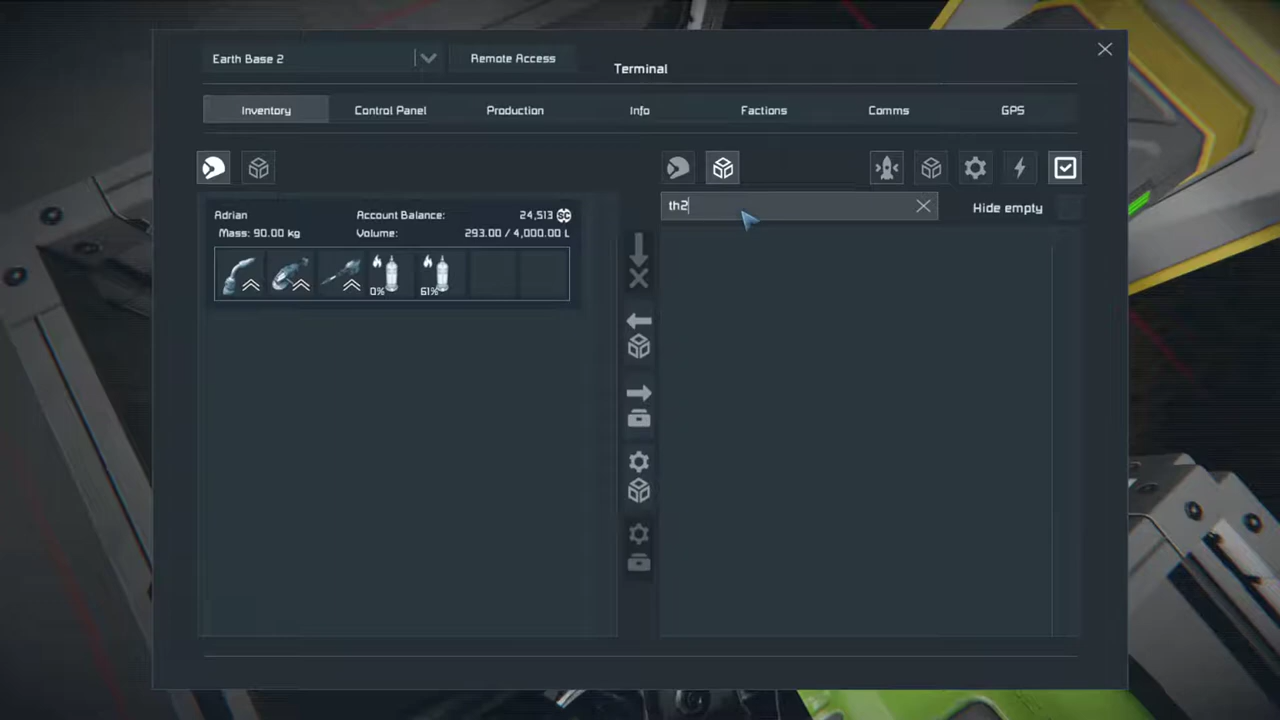 Earth Base 2
Remote Access
Terminal
Inventory
Control Panel
Production
Info
Factions
Comms
GPS
th2
Hide empty
Adrian
Account Balance: 24,513 SC
Mass: 90.00 kg
Volume: 293.00 / 4,000.00 L
0%
61%